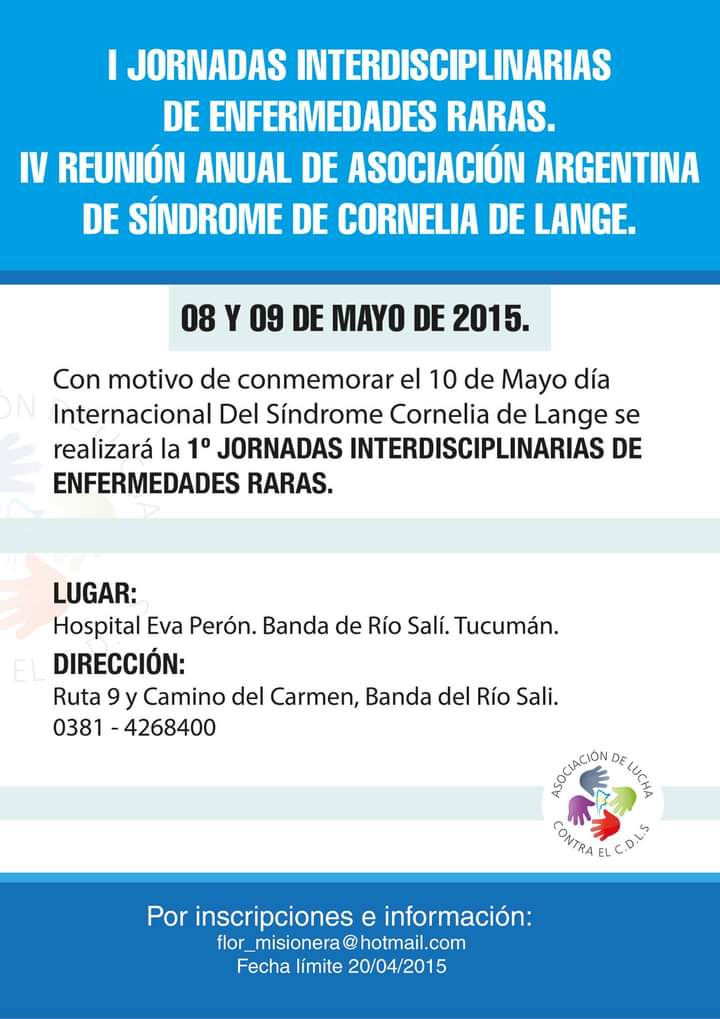 I JORNADAS INTERDISCIPLINARIAS
DE ENFERMEDADES RARAS.
IV REUNIÓN ANUAL DE ASOCIACIÓN ARGENTINA
DE SÍNDROME DE CORNELIA DE LANGE.
08 Y 09 DE MAYO DE 2015.
Con motivo de conmemorar el 10 de Mayo día
Internacional Del Síndrome Cornelia de Lange se
realizará la 1º JORNADAS INTERDISCIPLINARIAS DE
ENFERMEDADES RARAS.
LUGAR:
Hospital Eva Perón. Banda de Río Salí. Tucumán.
DIRECCIÓN:
Ruta 9 y Camino del Carmen, Banda del Río Sali.
0381 - 4268400
ASOCIACIÓN DE LUCHA
CONTRA EL C.D.L.S
Por inscripciones e información:
flor_misionera@hotmail.com
Fecha límite 20/04/2015